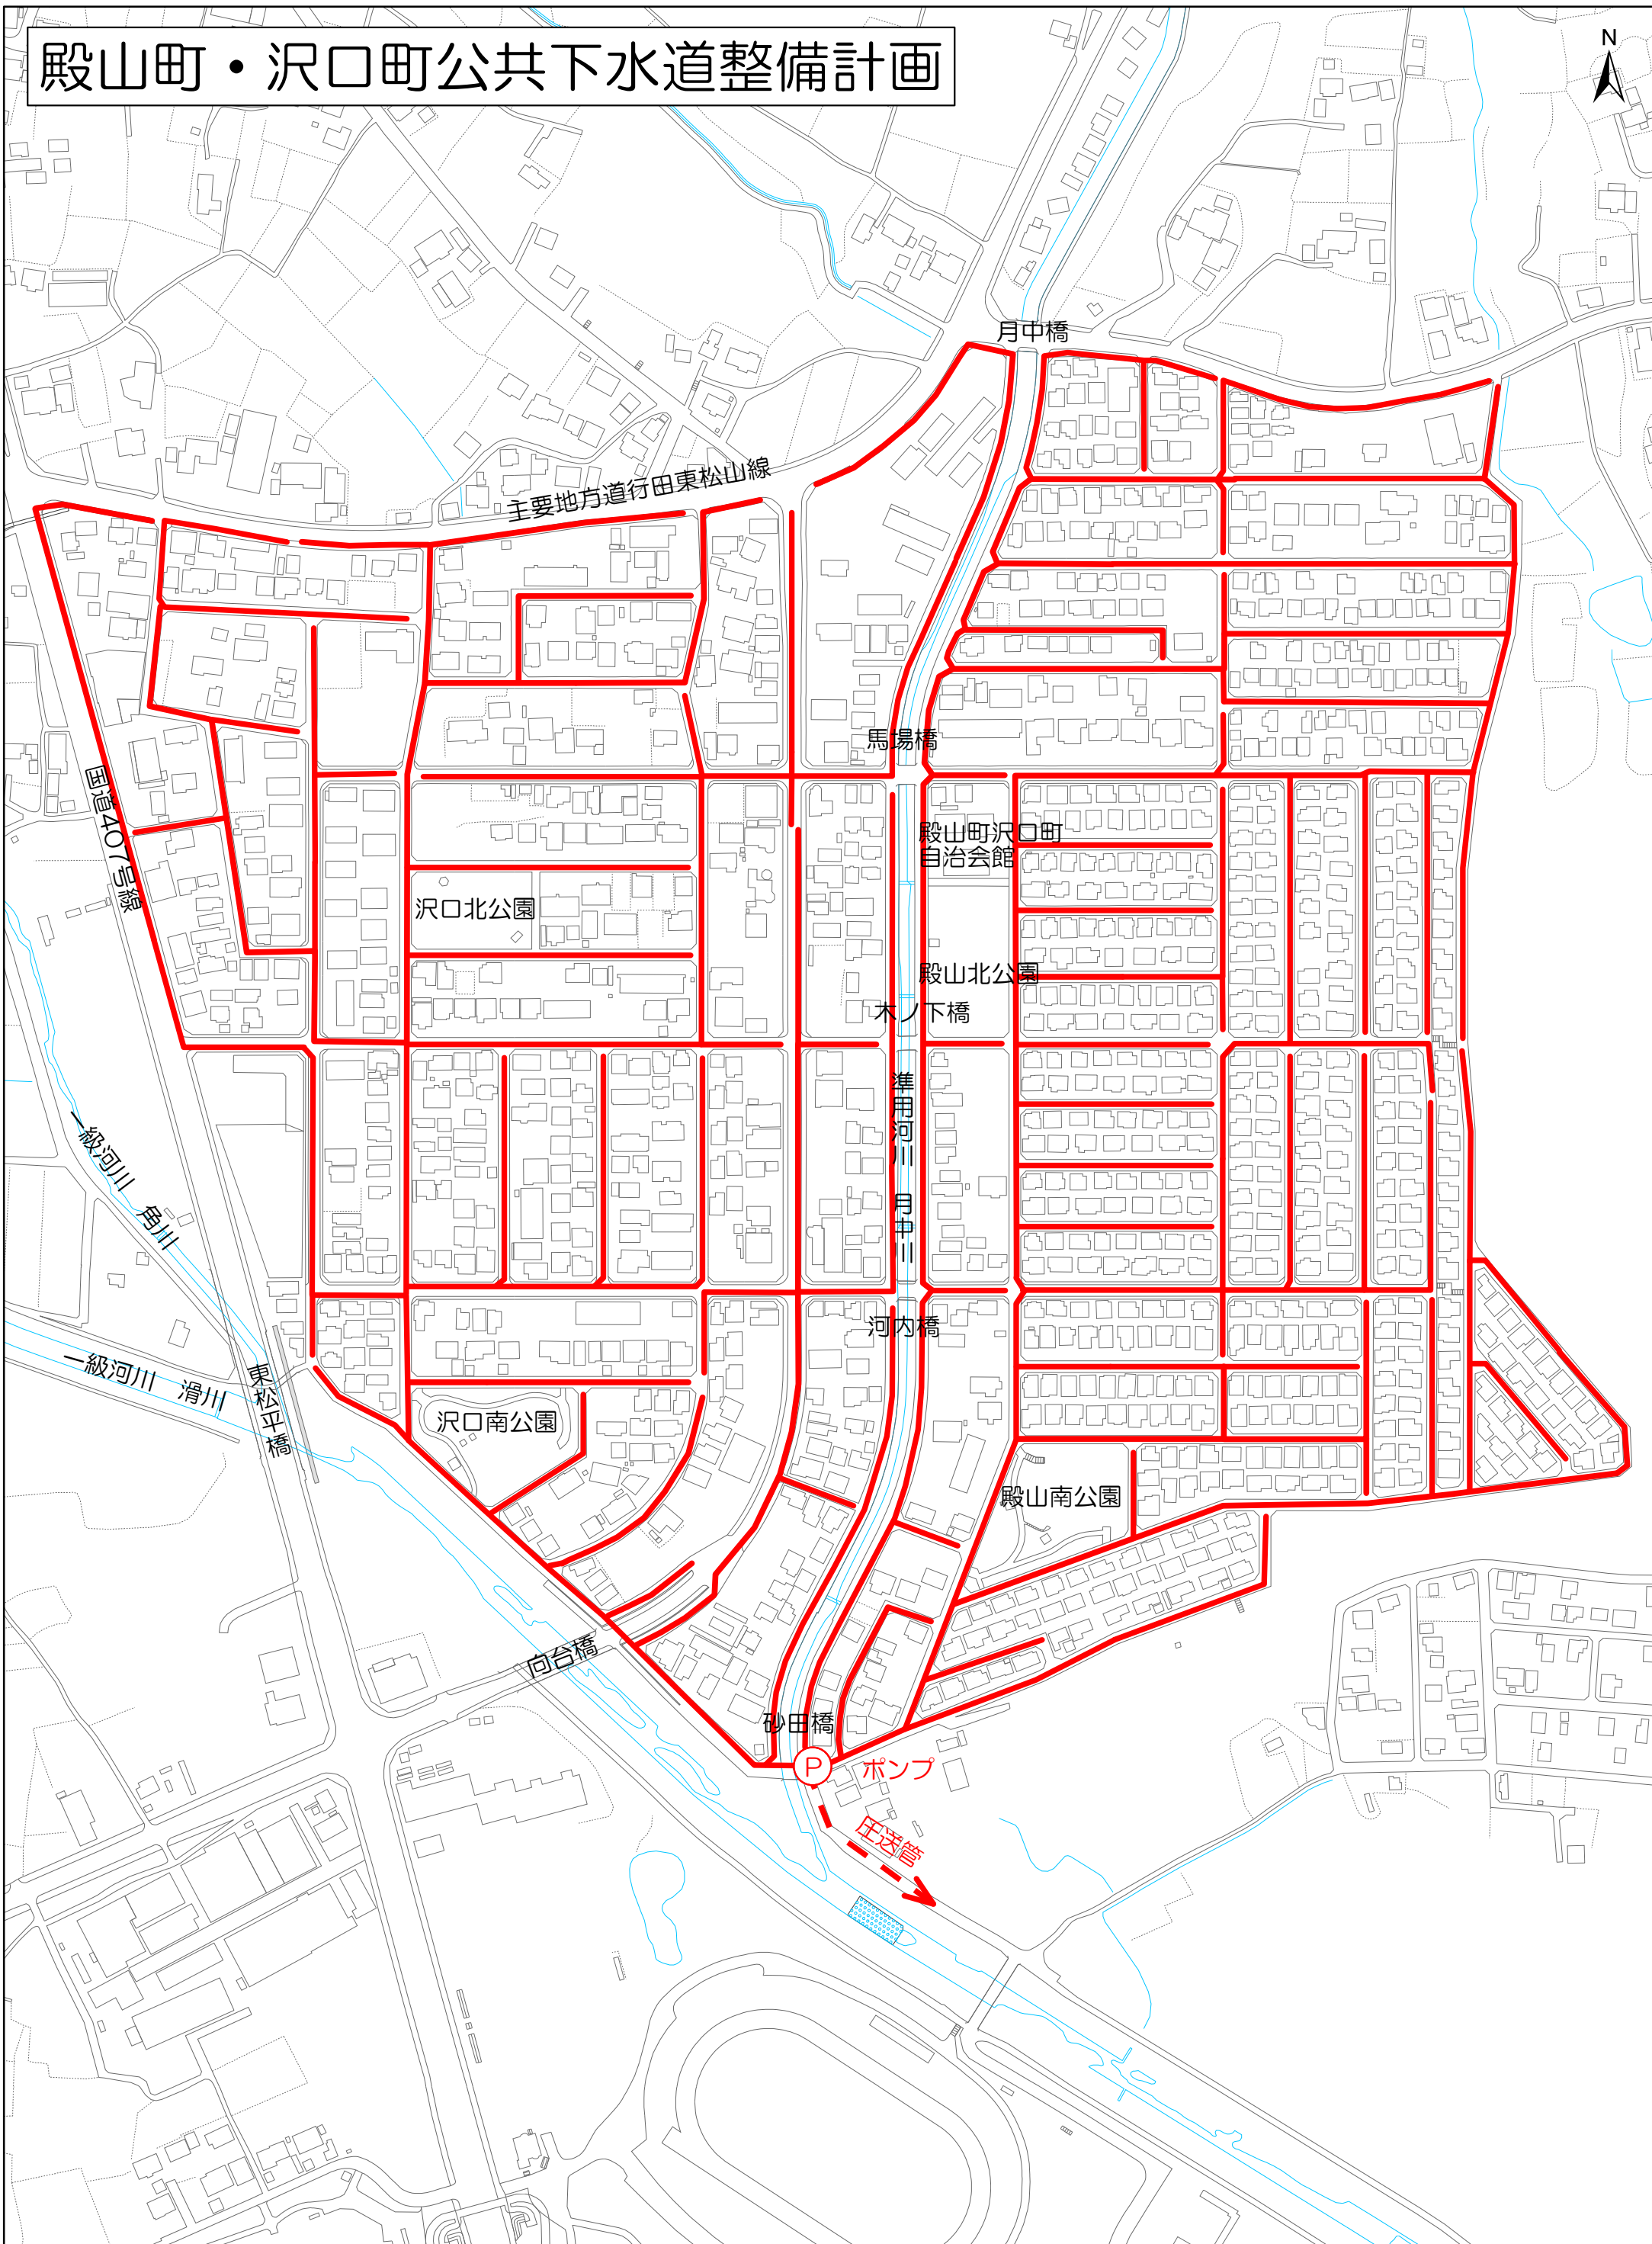 殿山町・沢口町公共下水道整備計画
N
月中橋
主要地方道行田東松山線
馬場橋
国道407号線
殿山町沢口町
自治会館
沢口北公園
殿山北公園
木ノ下橋
準用河川　月中川
一級河川　角川
河内橋
一級河川　滑川
東松平橋
沢口南公園
殿山南公園
向台橋
砂田橋
P
ポンプ
圧送管